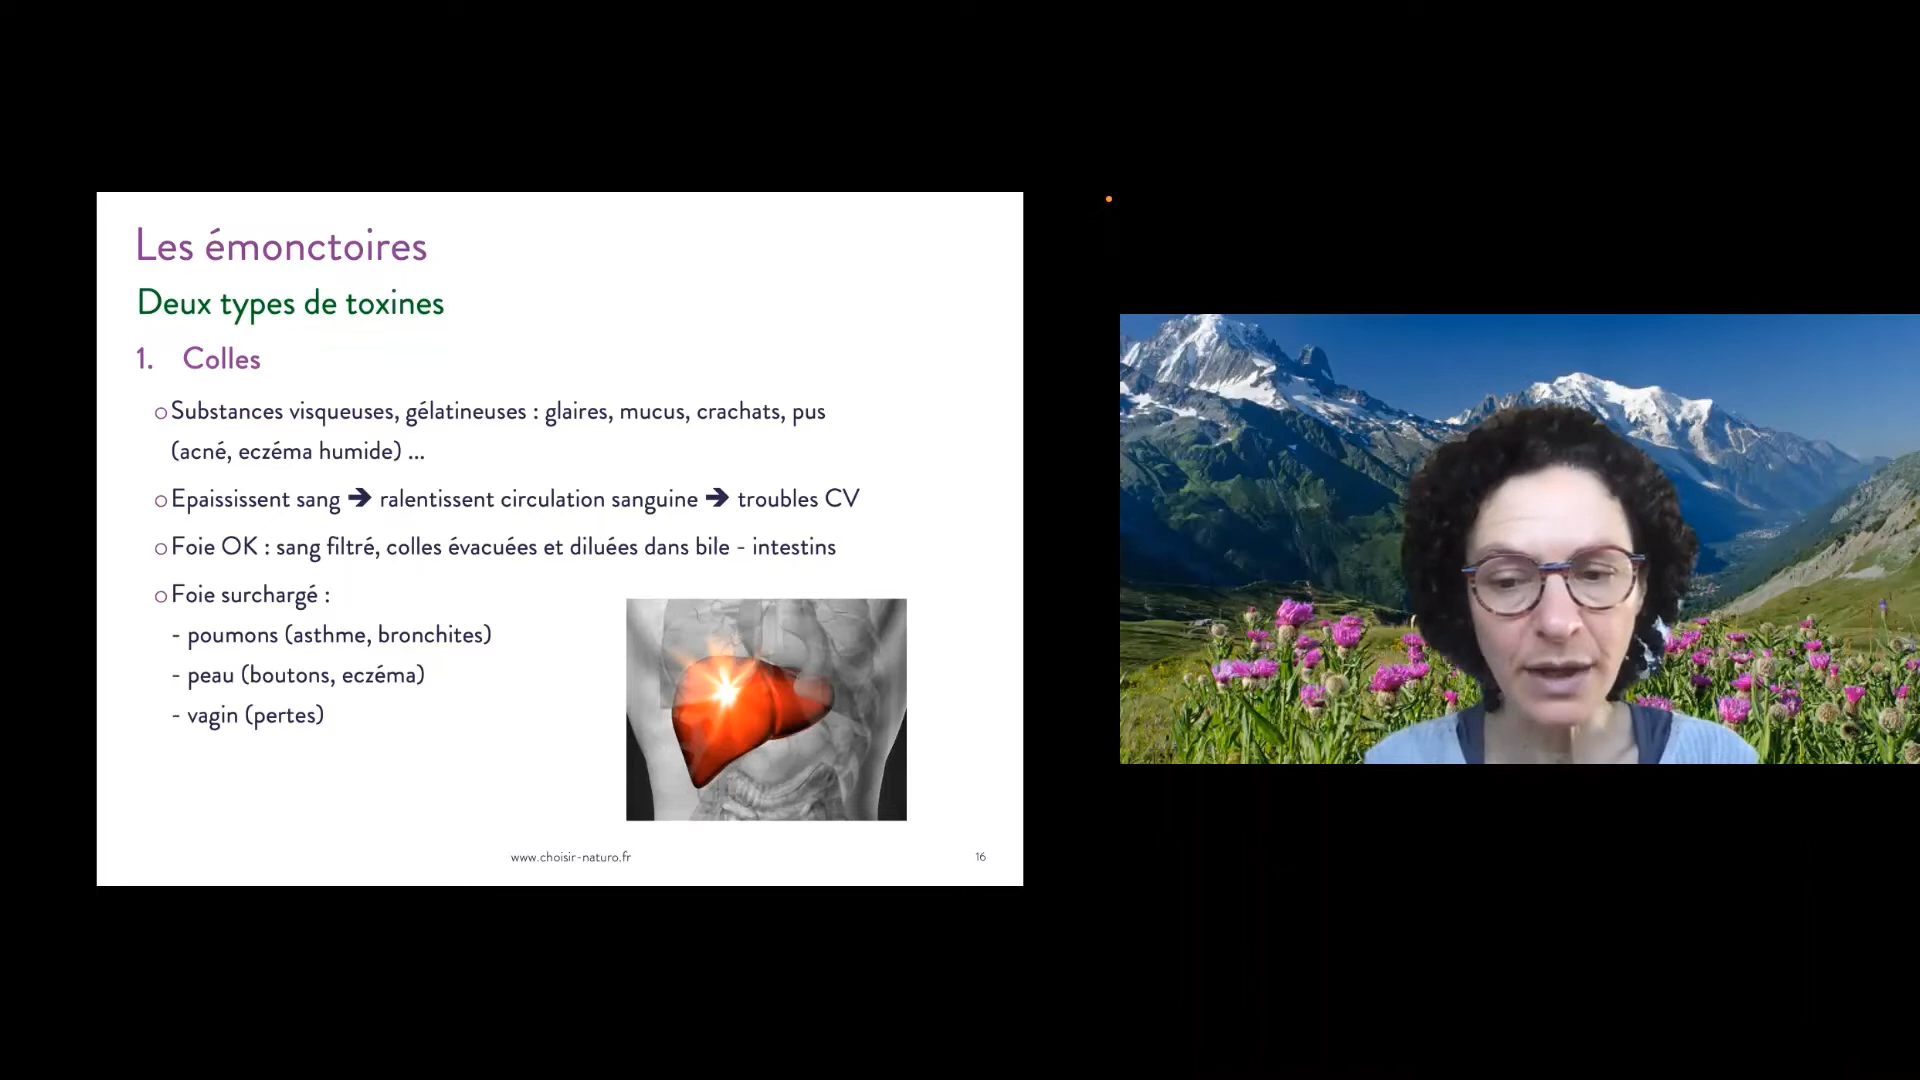 Les émonctoires
Deux types de toxines
1. Colles
○ Substances visqueuses, gélatineuses : glaires, mucus, crachats, pus
(acné, eczéma humide) ...
○ Epaississent sang ➔ ralentissent circulation sanguine ➔ troubles CV
○ Foie OK : sang filtré, colles évacuées et diluées dans bile - intestins
○ Foie surchargé :
- poumons (asthme, bronchites)
- peau (boutons, eczéma)
- vagin (pertes)
www.choisir-naturo.fr
16